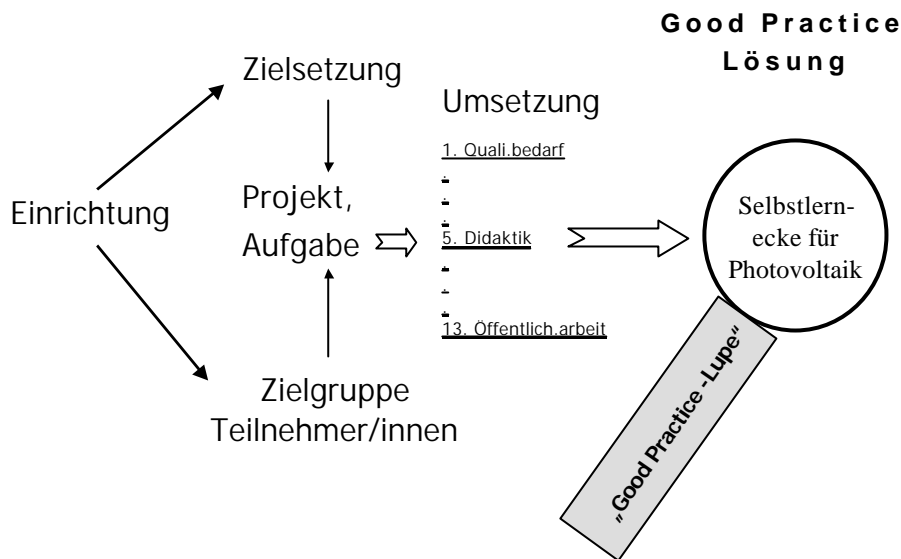 Good Practice
Lösung
Zielsetzung
Umsetzung
1. Quali.bedarf
.
.
.
Einrichtung
Projekt,
Aufgabe
5. Didaktik
.
.
.
13. Öffentlich.arbeit
Selbstlern-
ecke für
Photovoltaik
Zielgruppe
Teilnehmer/innen
„Good Practice -Lupe“